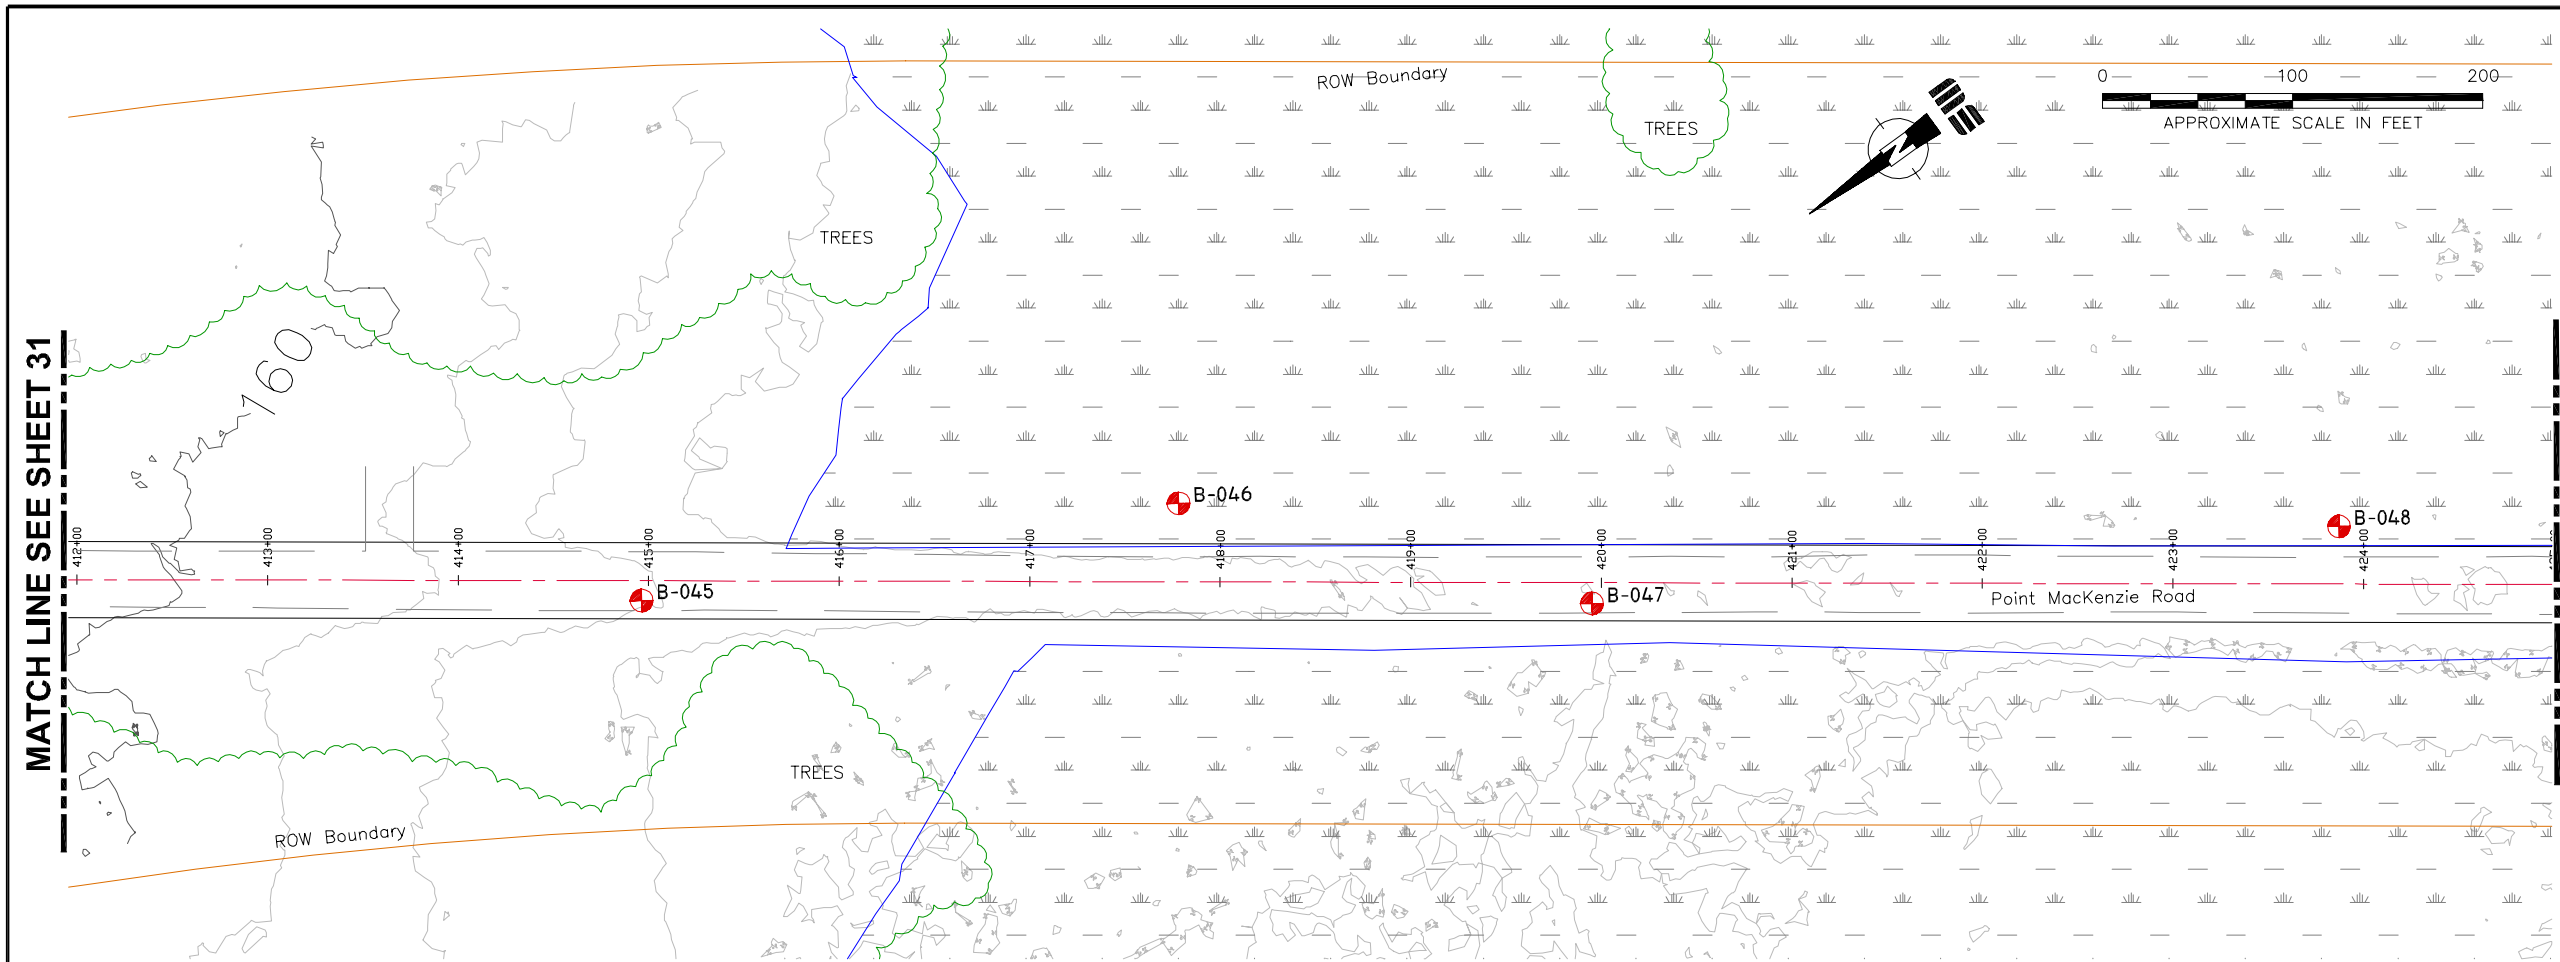 ROW Boundary
0 100 200
APPROXIMATE SCALE IN FEET
TREES
N
TREES
160
MATCH LINE SEE SHEET 31
B-046
B-048
412+00 413+00 414+00 415+00 416+00 417+00 418+00 419+00 420+00 421+00 422+00 423+00 424+00
B-045
B-047
Point MacKenzie Road
TREES
ROW Boundary